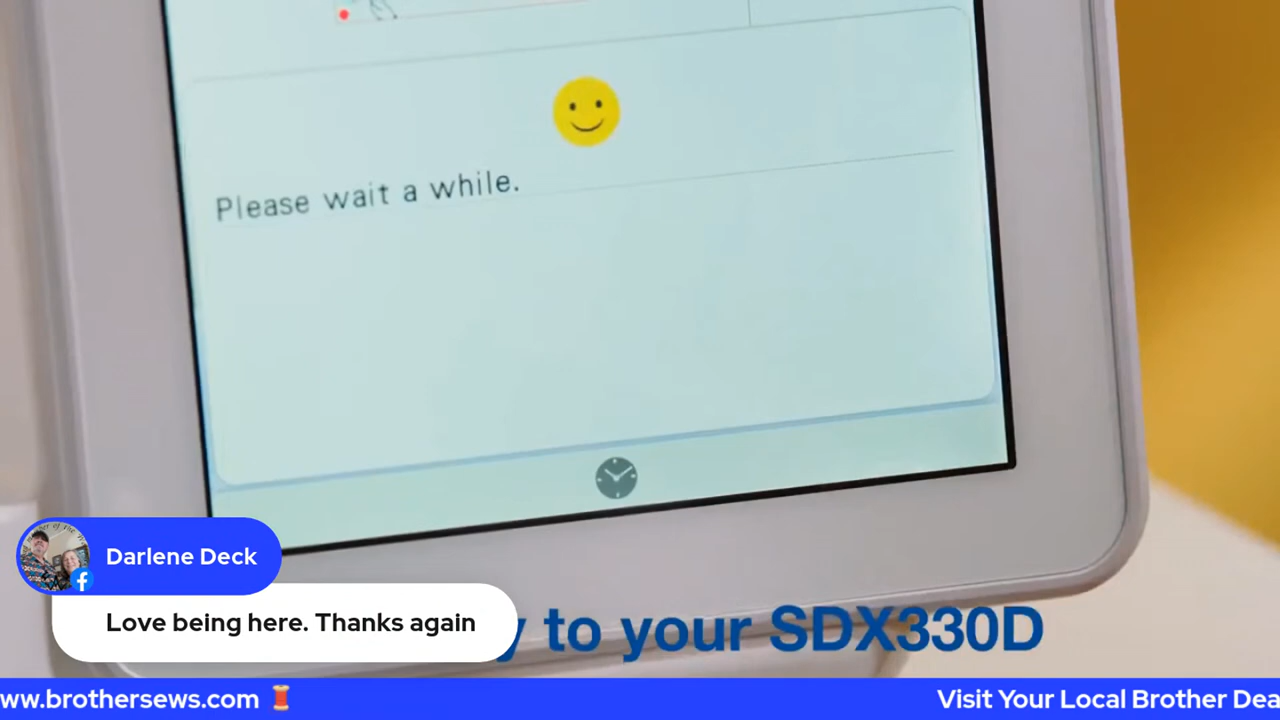 Please wait a while.
Darlene Deck
Love being here. Thanks again
to your SDX330D
ww.brothersews.com
Visit Your Local Brother Dea